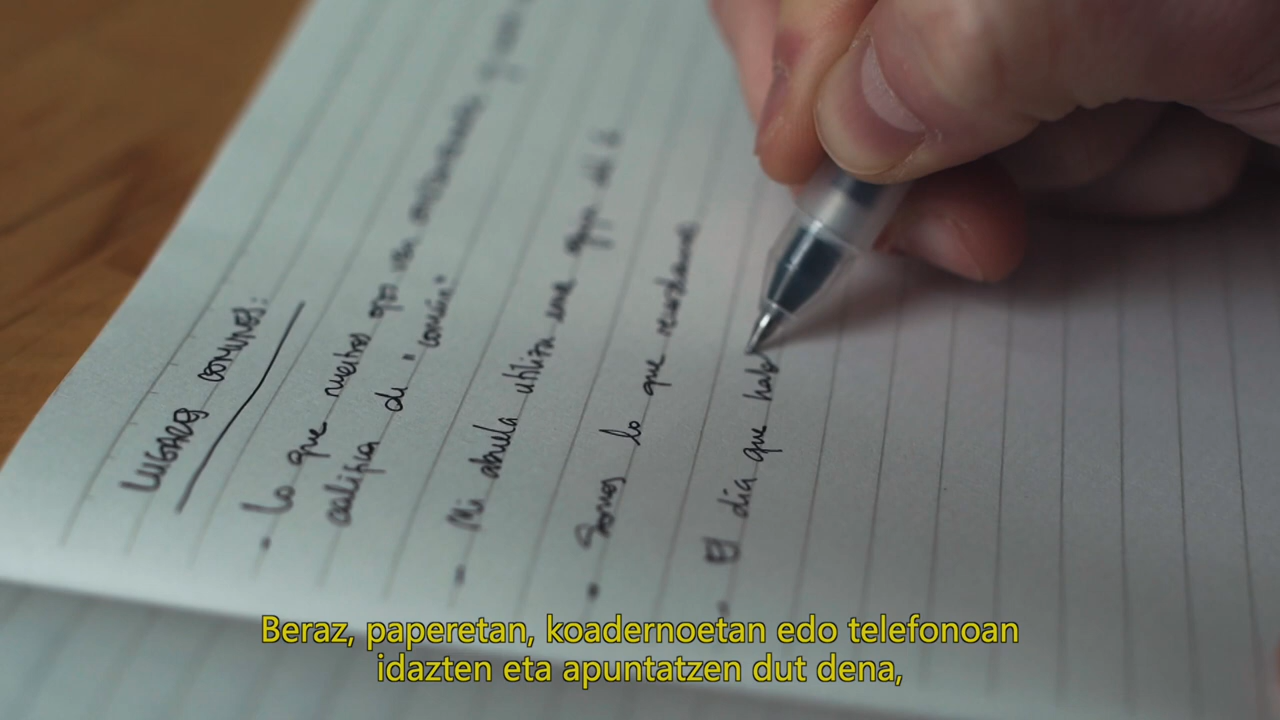 LUGARES COMUNES:
- Lo que nuestros ojos ven
califica de "común"
- Mi abuela utiliza una
- Somos lo que recordamos
- El día que hab
Beraz, paperetan, koadernoetan edo telefonoan
idazten eta apuntatzen dut dena,